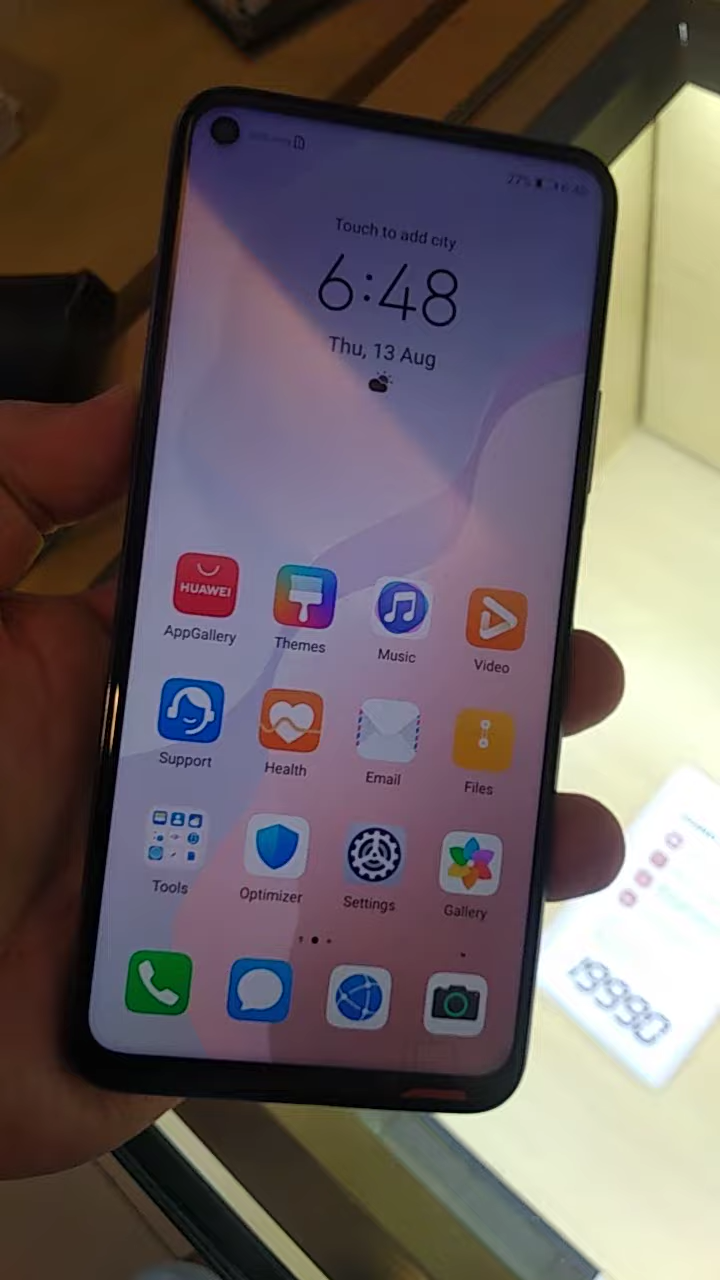 Touch to add city
6:48
Thu, 13 Aug
HUAWEI
AppGallery
Themes
Music
Video
Support
Health
Email
Files
Tools
Optimizer
Settings
Gallery
19990